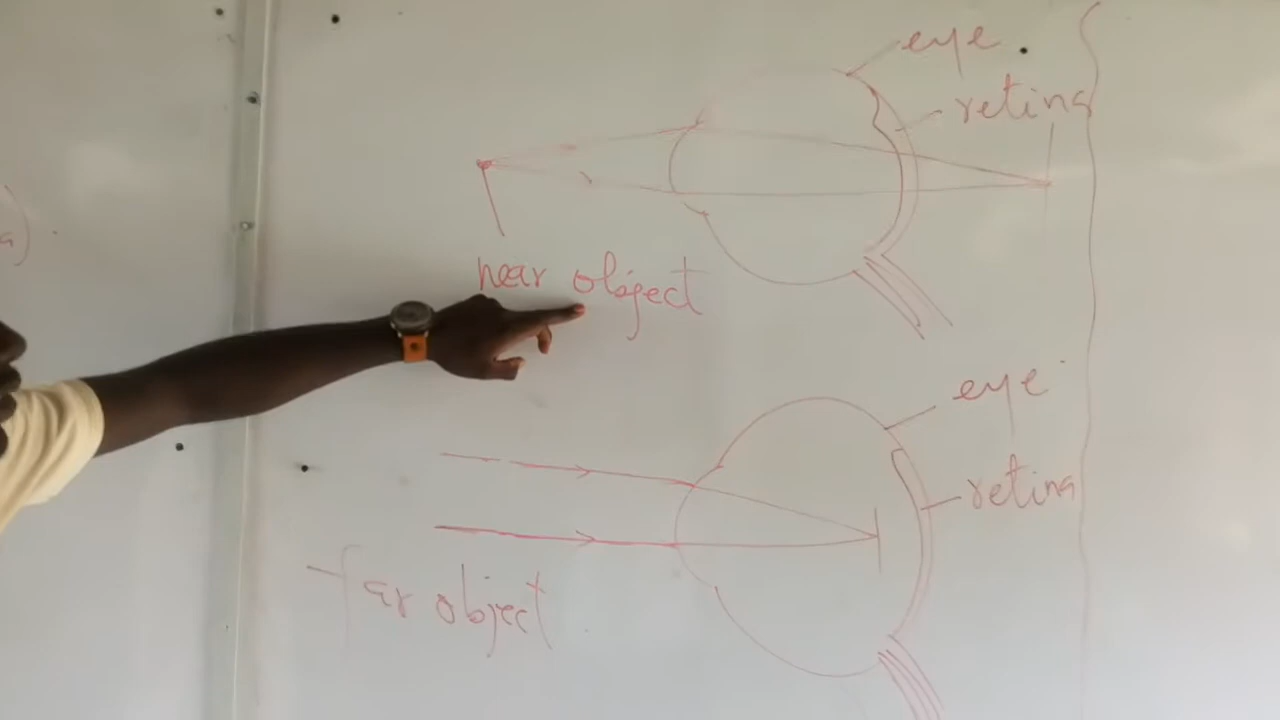 eye
retina
near object
eye
retina
far object